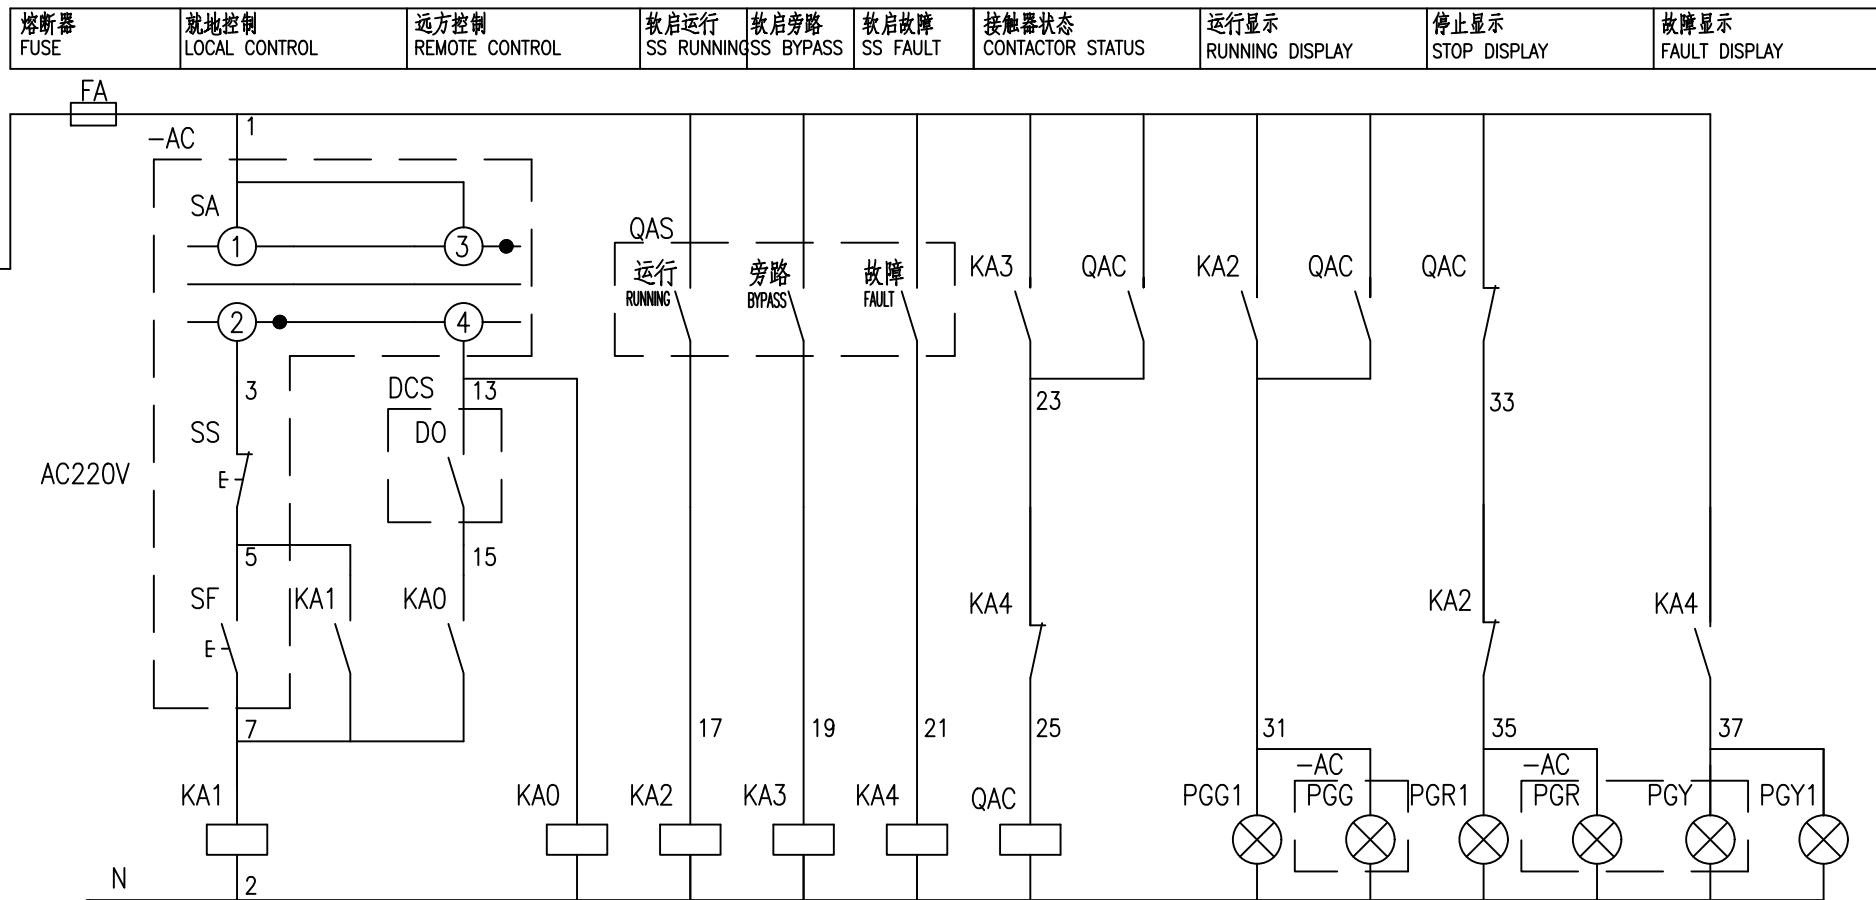 熔断器
FUSE
就地控制
LOCAL CONTROL
远方控制
REMOTE CONTROL
软启运行
SS RUNNING
软启旁路
SS BYPASS
软启故障
SS FAULT
接触器状态
CONTACTOR STATUS
运行显示
RUNNING DISPLAY
停止显示
STOP DISPLAY
故障显示
FAULT DISPLAY
FA
1
-AC
SA
1
3
QAS
运行
RUNNING
旁路
BYPASS
故障
FAULT
KA3
QAC
KA2
QAC
QAC
2
4
3
DCS
13
23
33
SS
DO
E
AC220V
5
15
SF
KA1
KA0
KA4
KA2
KA4
E
7
17
19
21
25
31
35
37
-AC
-AC
KA1
KA0
KA2
KA3
KA4
QAC
PGG1
PGG
PGR1
PGR
PGY
PGY1
N
2